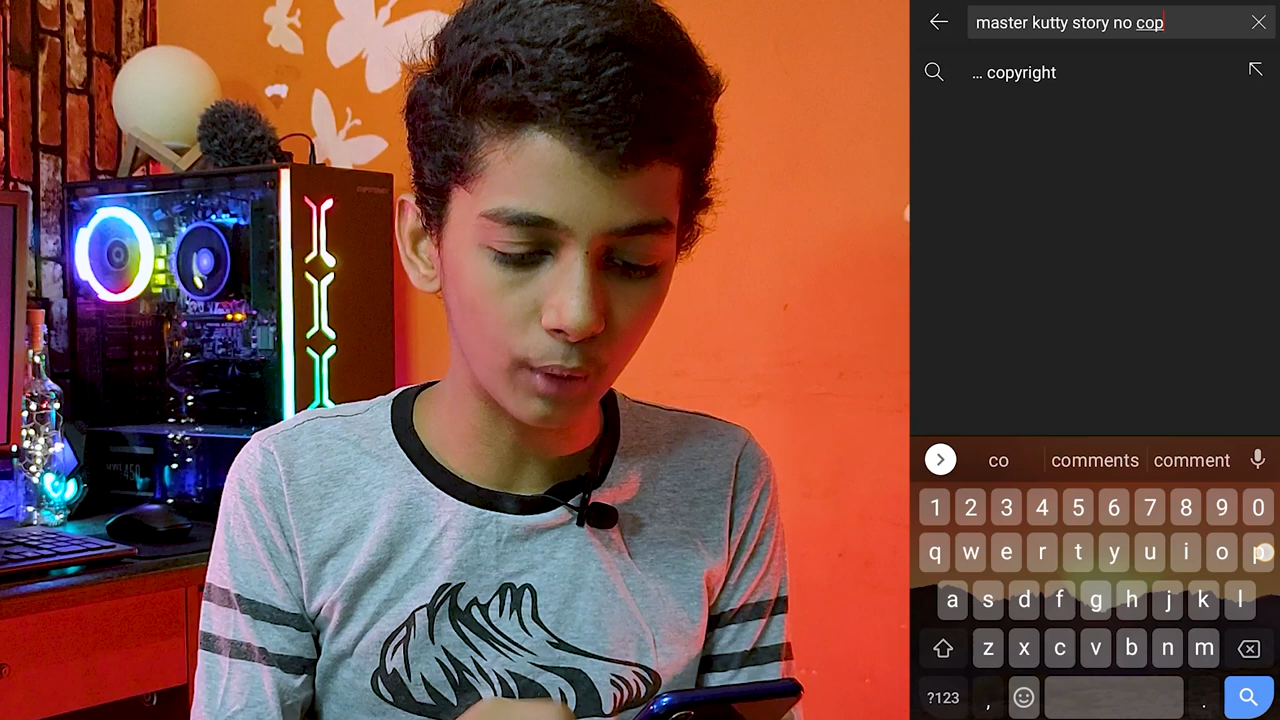 master kutty story no cop
... copyright
co comments comment
1 2 3 4 5 6 7 8 9 0
q w e r t y u i o p
a s d f g h j k l
z x c v b n m
?123 , .
450